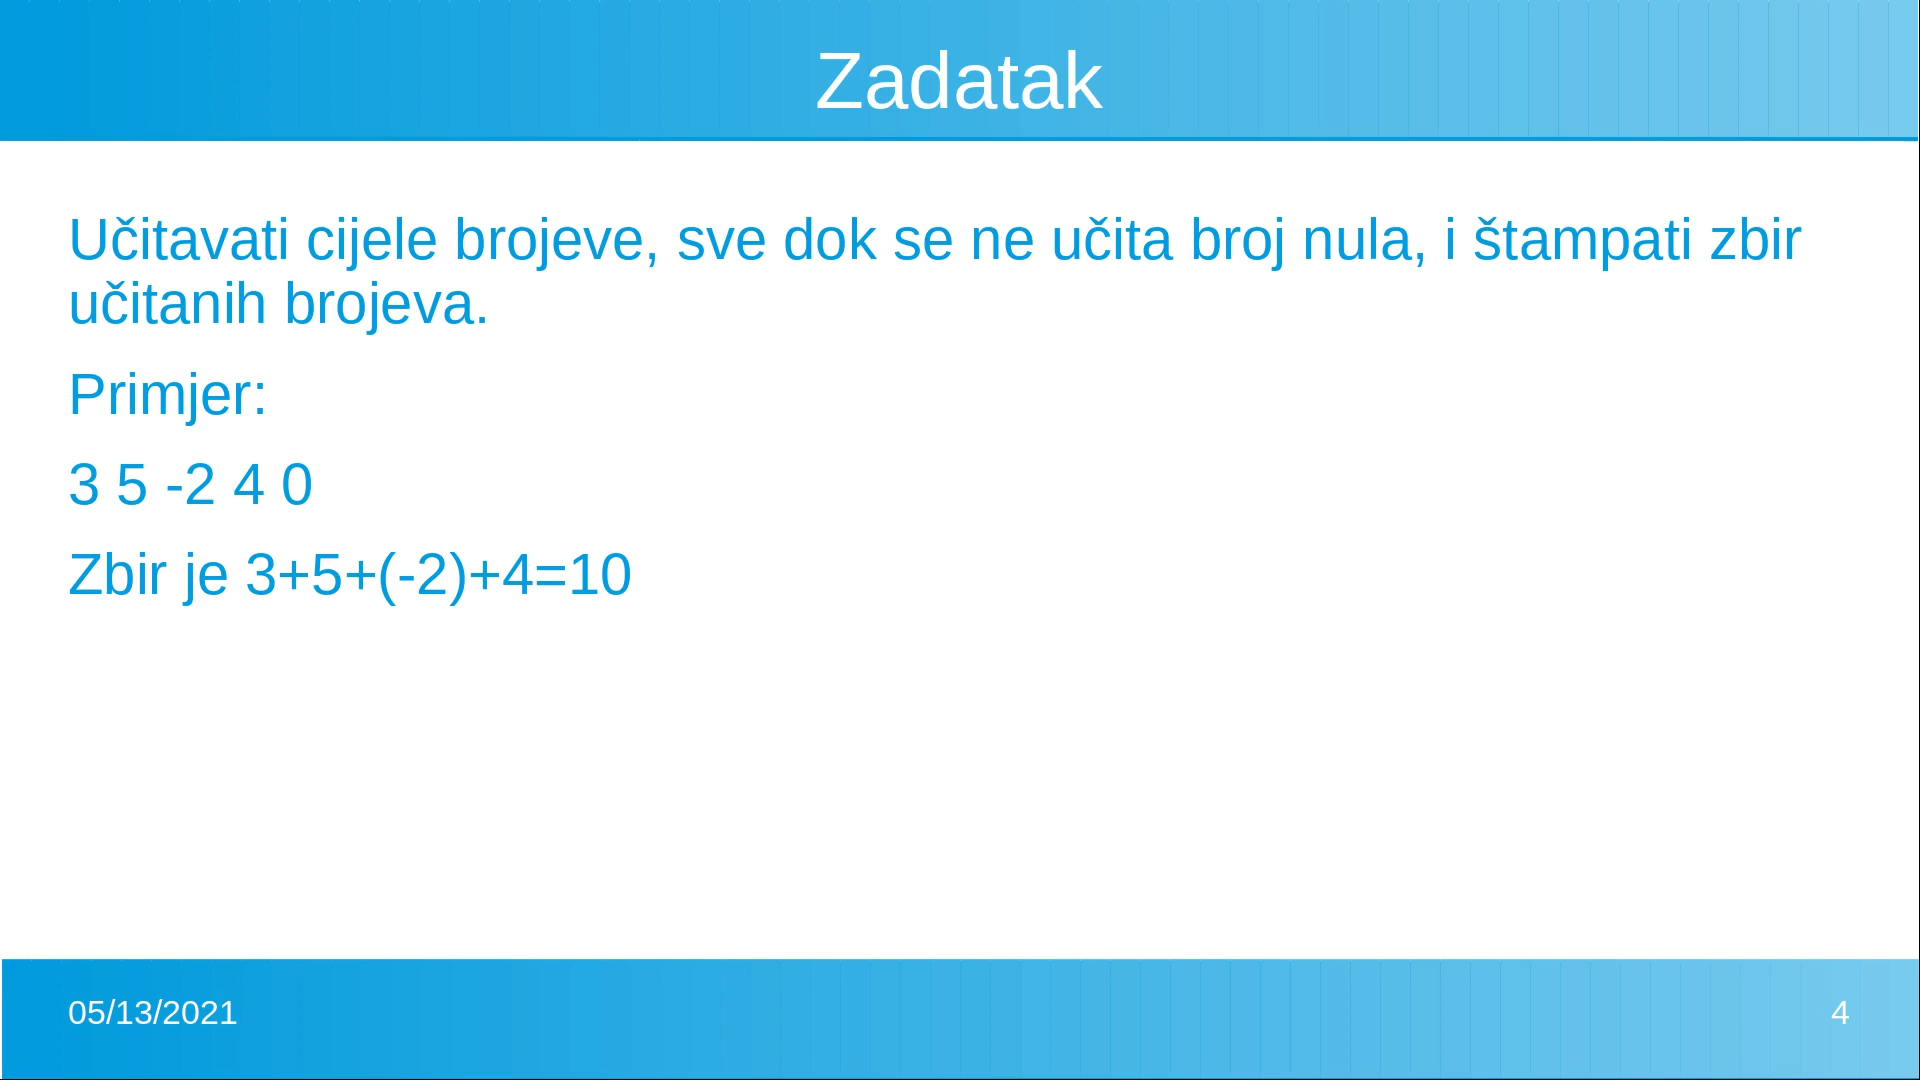 Zadatak
Učitavati cijele brojeve, sve dok se ne učita broj nula, i štampati zbir
učitanih brojeva.
Primjer:
3 5 -2 4 0
Zbir je 3+5+(-2)+4=10
05/13/2021
4